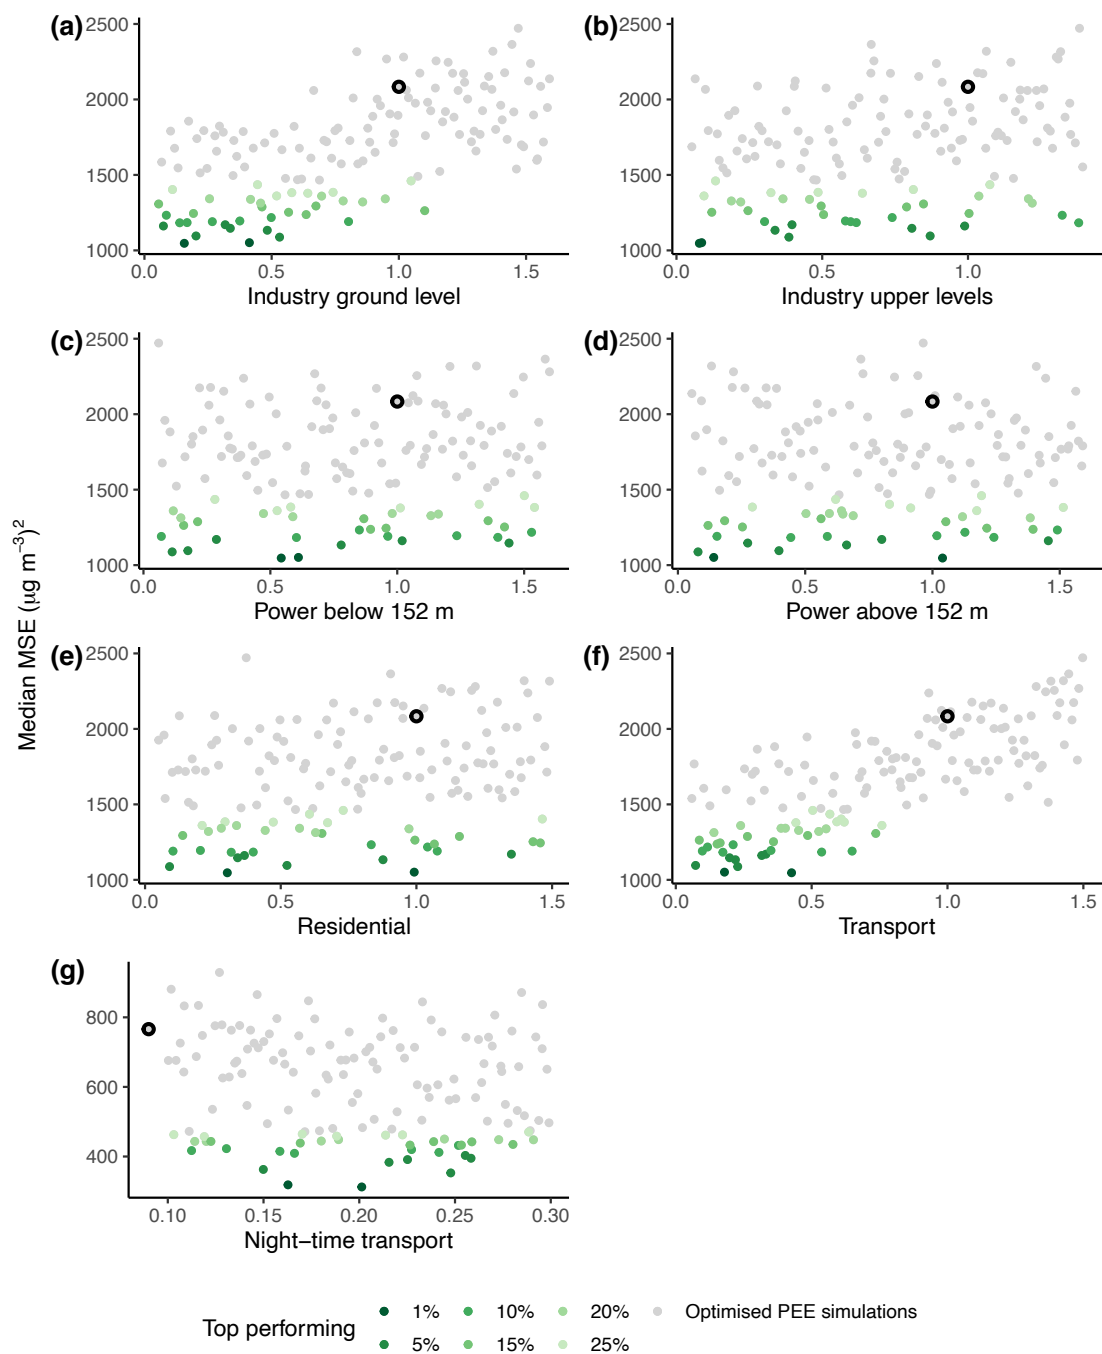 (a)
2500
2000
1500
1000
0.0 0.5 1.0 1.5
Industry ground level
(b)
2500
2000
1500
1000
0.0 0.5 1.0
Industry upper levels
(c)
2500
2000
1500
1000
0.0 0.5 1.0 1.5
Power below 152 m
(d)
2500
2000
1500
1000
0.0 0.5 1.0 1.5
Power above 152 m
Median MSE (μg m⁻³)²
(e)
2500
2000
1500
1000
0.0 0.5 1.0 1.5
Residential
(f)
2500
2000
1500
1000
0.0 0.5 1.0 1.5
Transport
(g)
800
600
400
0.10 0.15 0.20 0.25 0.30
Night−time transport
Top performing
1% 10% 20% Optimised PEE simulations
5% 15% 25%